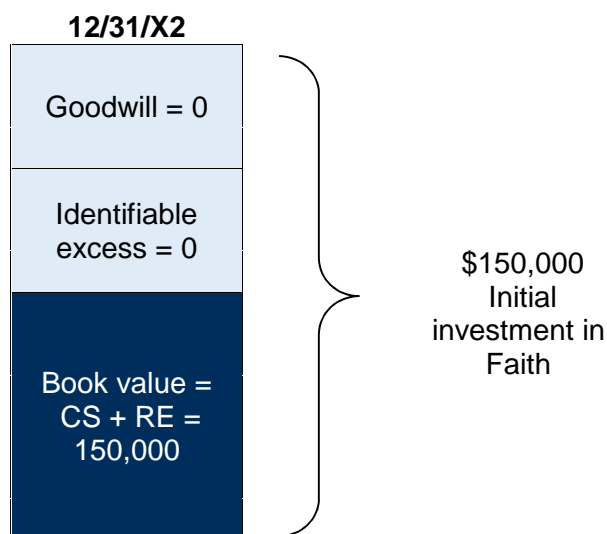 12/31/X2
Goodwill = 0
Identifiable
excess = 0
Book value =
CS + RE =
150,000
$150,000
Initial
investment in
Faith